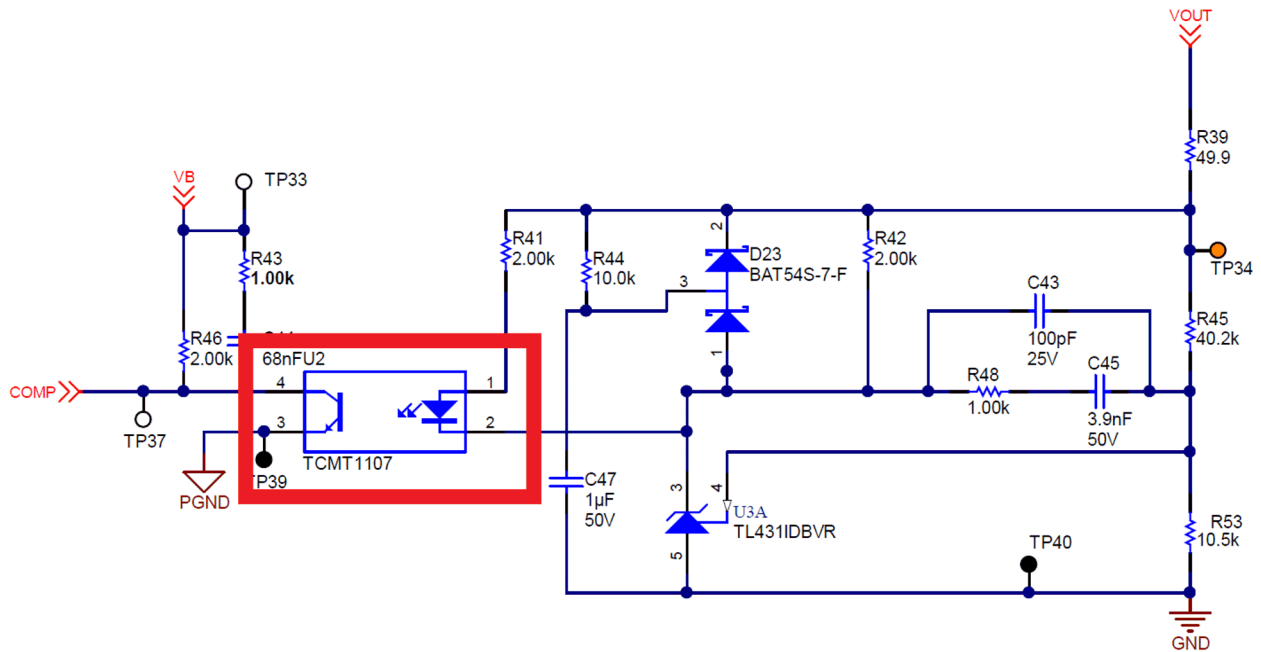 VOUT
R39
49.9
VB
TP33
R43
1.00k
R41
2.00k
R44
10.0k
2
D23
BAT54S-7-F
3
1
R42
2.00k
TP34
C43
100pF
25V
R45
40.2k
R46
2.00k
68nFU2
COMP
TP37
4
3
1
2
TCMT1107
TP39
PGND
R48
1.00k
C45
3.9nF
50V
C47
1µF
50V
3
4
U3A
TL431IDBVR
5
R53
10.5k
TP40
GND